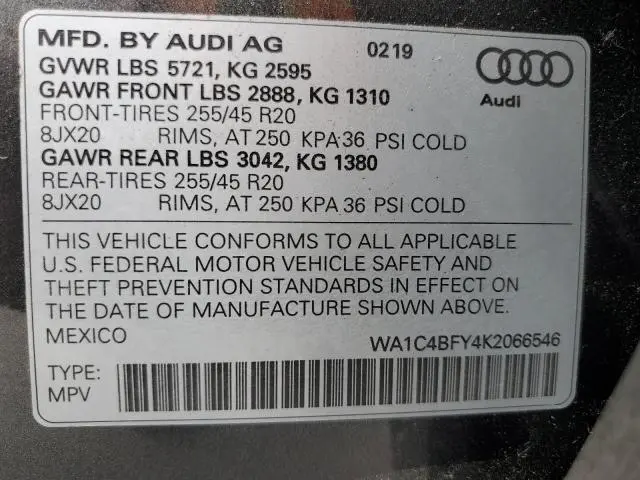 MFD. BY AUDI AG 0219
GVWR LBS 5721, KG 2595
GAWR FRONT LBS 2888, KG 1310
FRONT-TIRES 255/45 R20
8JX20 RIMS, AT 250 KPA 36 PSI COLD
GAWR REAR LBS 3042, KG 1380
REAR-TIRES 255/45 R20
8JX20 RIMS, AT 250 KPA 36 PSI COLD
Audi
THIS VEHICLE CONFORMS TO ALL APPLICABLE
U.S. FEDERAL MOTOR VEHICLE SAFETY AND
THEFT PREVENTION STANDARDS IN EFFECT ON
THE DATE OF MANUFACTURE SHOWN ABOVE.
MEXICO WA1C4BFY4K2066546
TYPE:
MPV